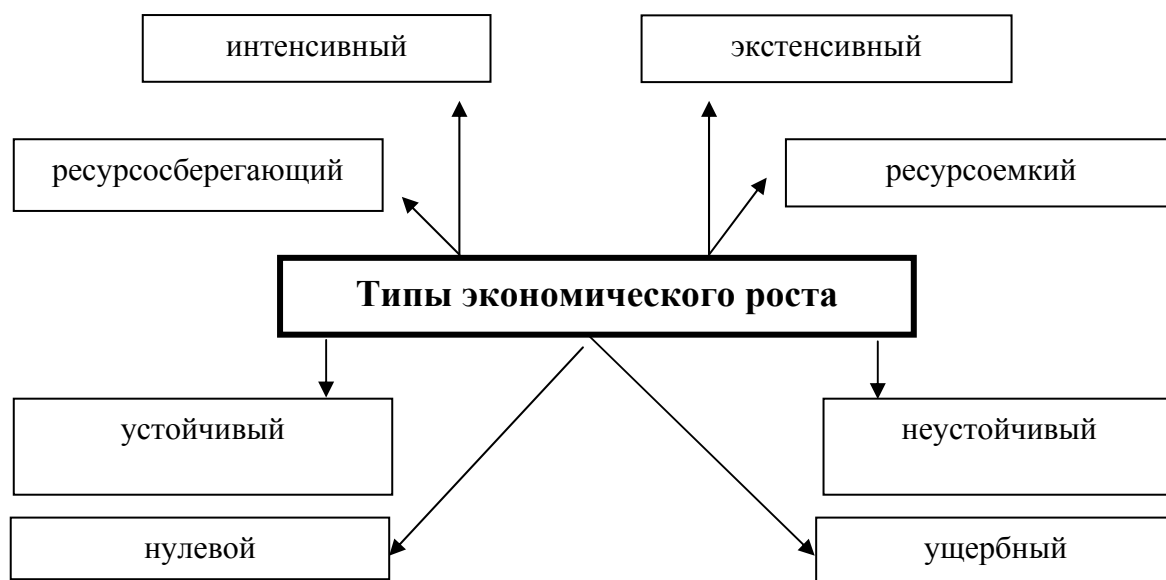 интенсивный
экстенсивный
ресурсосберегающий
ресурсоемкий
Типы экономического роста
устойчивый
неустойчивый
нулевой
ущербный